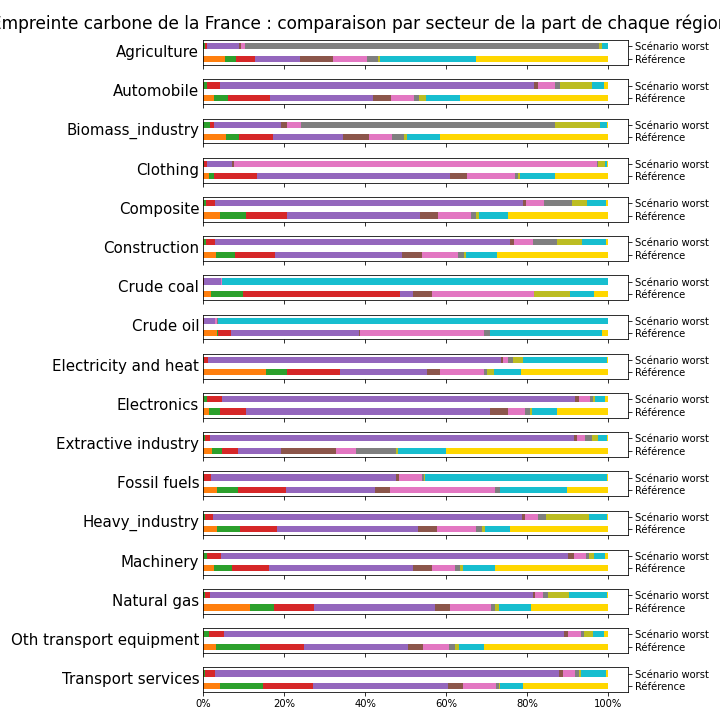 Empreinte carbone de la France : comparaison par secteur de la part de chaque région
Agriculture
Scénario worst
Référence
Automobile
Scénario worst
Référence
Biomass_industry
Scénario worst
Référence
Clothing
Scénario worst
Référence
Composite
Scénario worst
Référence
Construction
Scénario worst
Référence
Crude coal
Scénario worst
Référence
Crude oil
Scénario worst
Référence
Electricity and heat
Scénario worst
Référence
Electronics
Scénario worst
Référence
Extractive industry
Scénario worst
Référence
Fossil fuels
Scénario worst
Référence
Heavy_industry
Scénario worst
Référence
Machinery
Scénario worst
Référence
Natural gas
Scénario worst
Référence
Oth transport equipment
Scénario worst
Référence
Transport services
Scénario worst
Référence
0% 20% 40% 60% 80% 100%